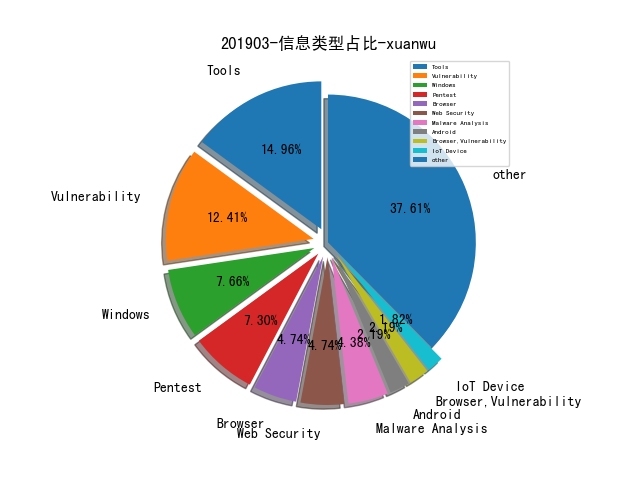 201903-信息类型占比-xuanwu
Tools
Vulnerability
Windows
Pentest
Browser
Web Security
Malware Analysis
Android
Browser,Vulnerability
IoT Device
other
Tools
14.96%
Vulnerability
12.41%
Windows
7.66%
Pentest
7.30%
Browser
4.74%
Web Security
4.74%
Malware Analysis
4.38%
Android
2.19%
Browser,Vulnerability
2.19%
IoT Device
1.82%
other
37.61%